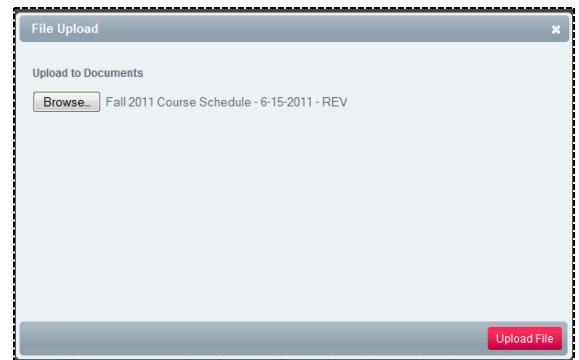 File Upload
Upload to Documents
Browse.. Fall 2011 Course Schedule - 6-15-2011 - REV
Upload File